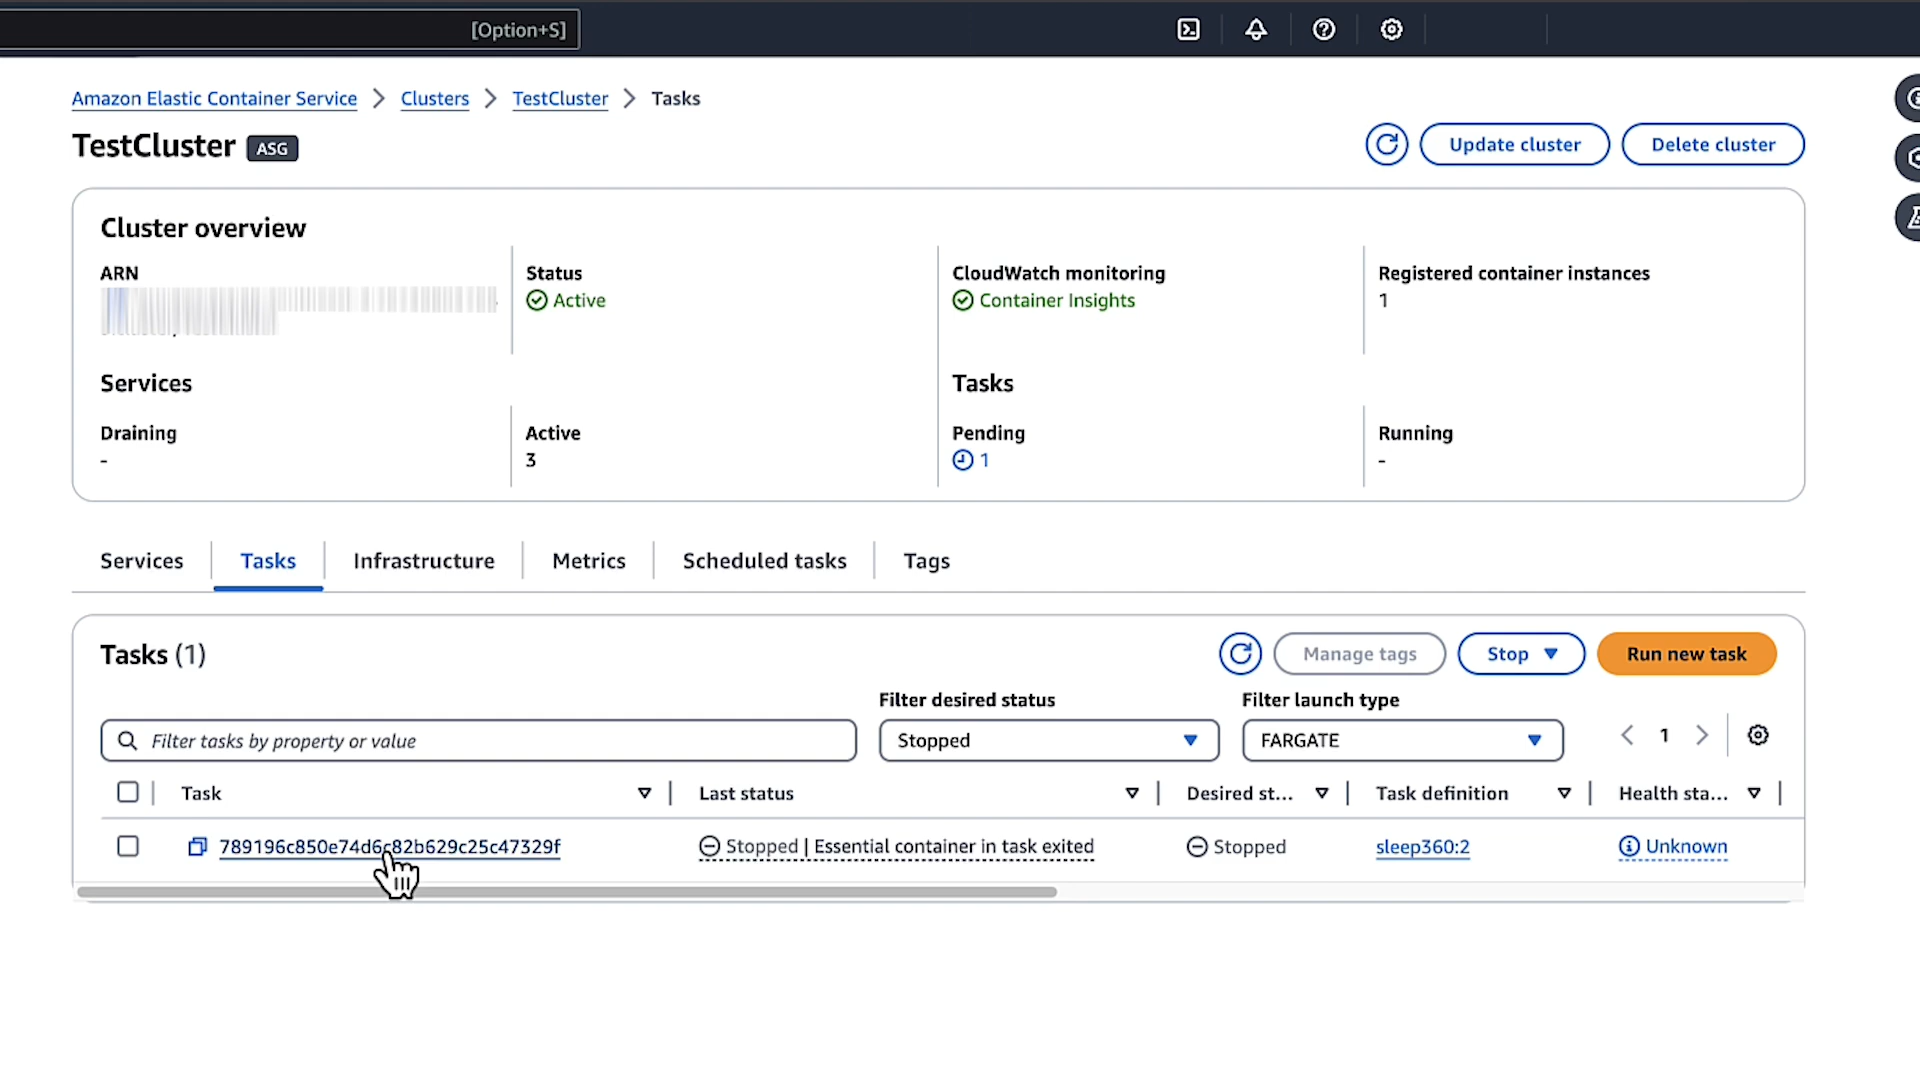 [Option+S]
Amazon Elastic Container Service > Clusters > TestCluster > Tasks
TestCluster ASG
Update cluster
Delete cluster
Cluster overview
ARN
Status
Active
CloudWatch monitoring
Container Insights
Registered container instances
1
Services
Tasks
Draining
-
Active
3
Pending
1
Running
-
Services
Tasks
Infrastructure
Metrics
Scheduled tasks
Tags
Tasks (1)
Manage tags
Stop
Run new task
Filter desired status
Filter launch type
Filter tasks by property or value
Stopped
FARGATE
1
Task
Last status
Desired st...
Task definition
Health sta...
789196c850e74d6c82b629c25c47329f
Stopped | Essential container in task exited
Stopped
sleep360:2
Unknown